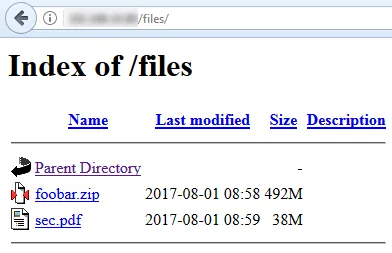 /files/
Index of /files
Name Last modified Size Description
Parent Directory -
foobar.zip 2017-08-01 08:58 492M
sec.pdf 2017-08-01 08:59 38M